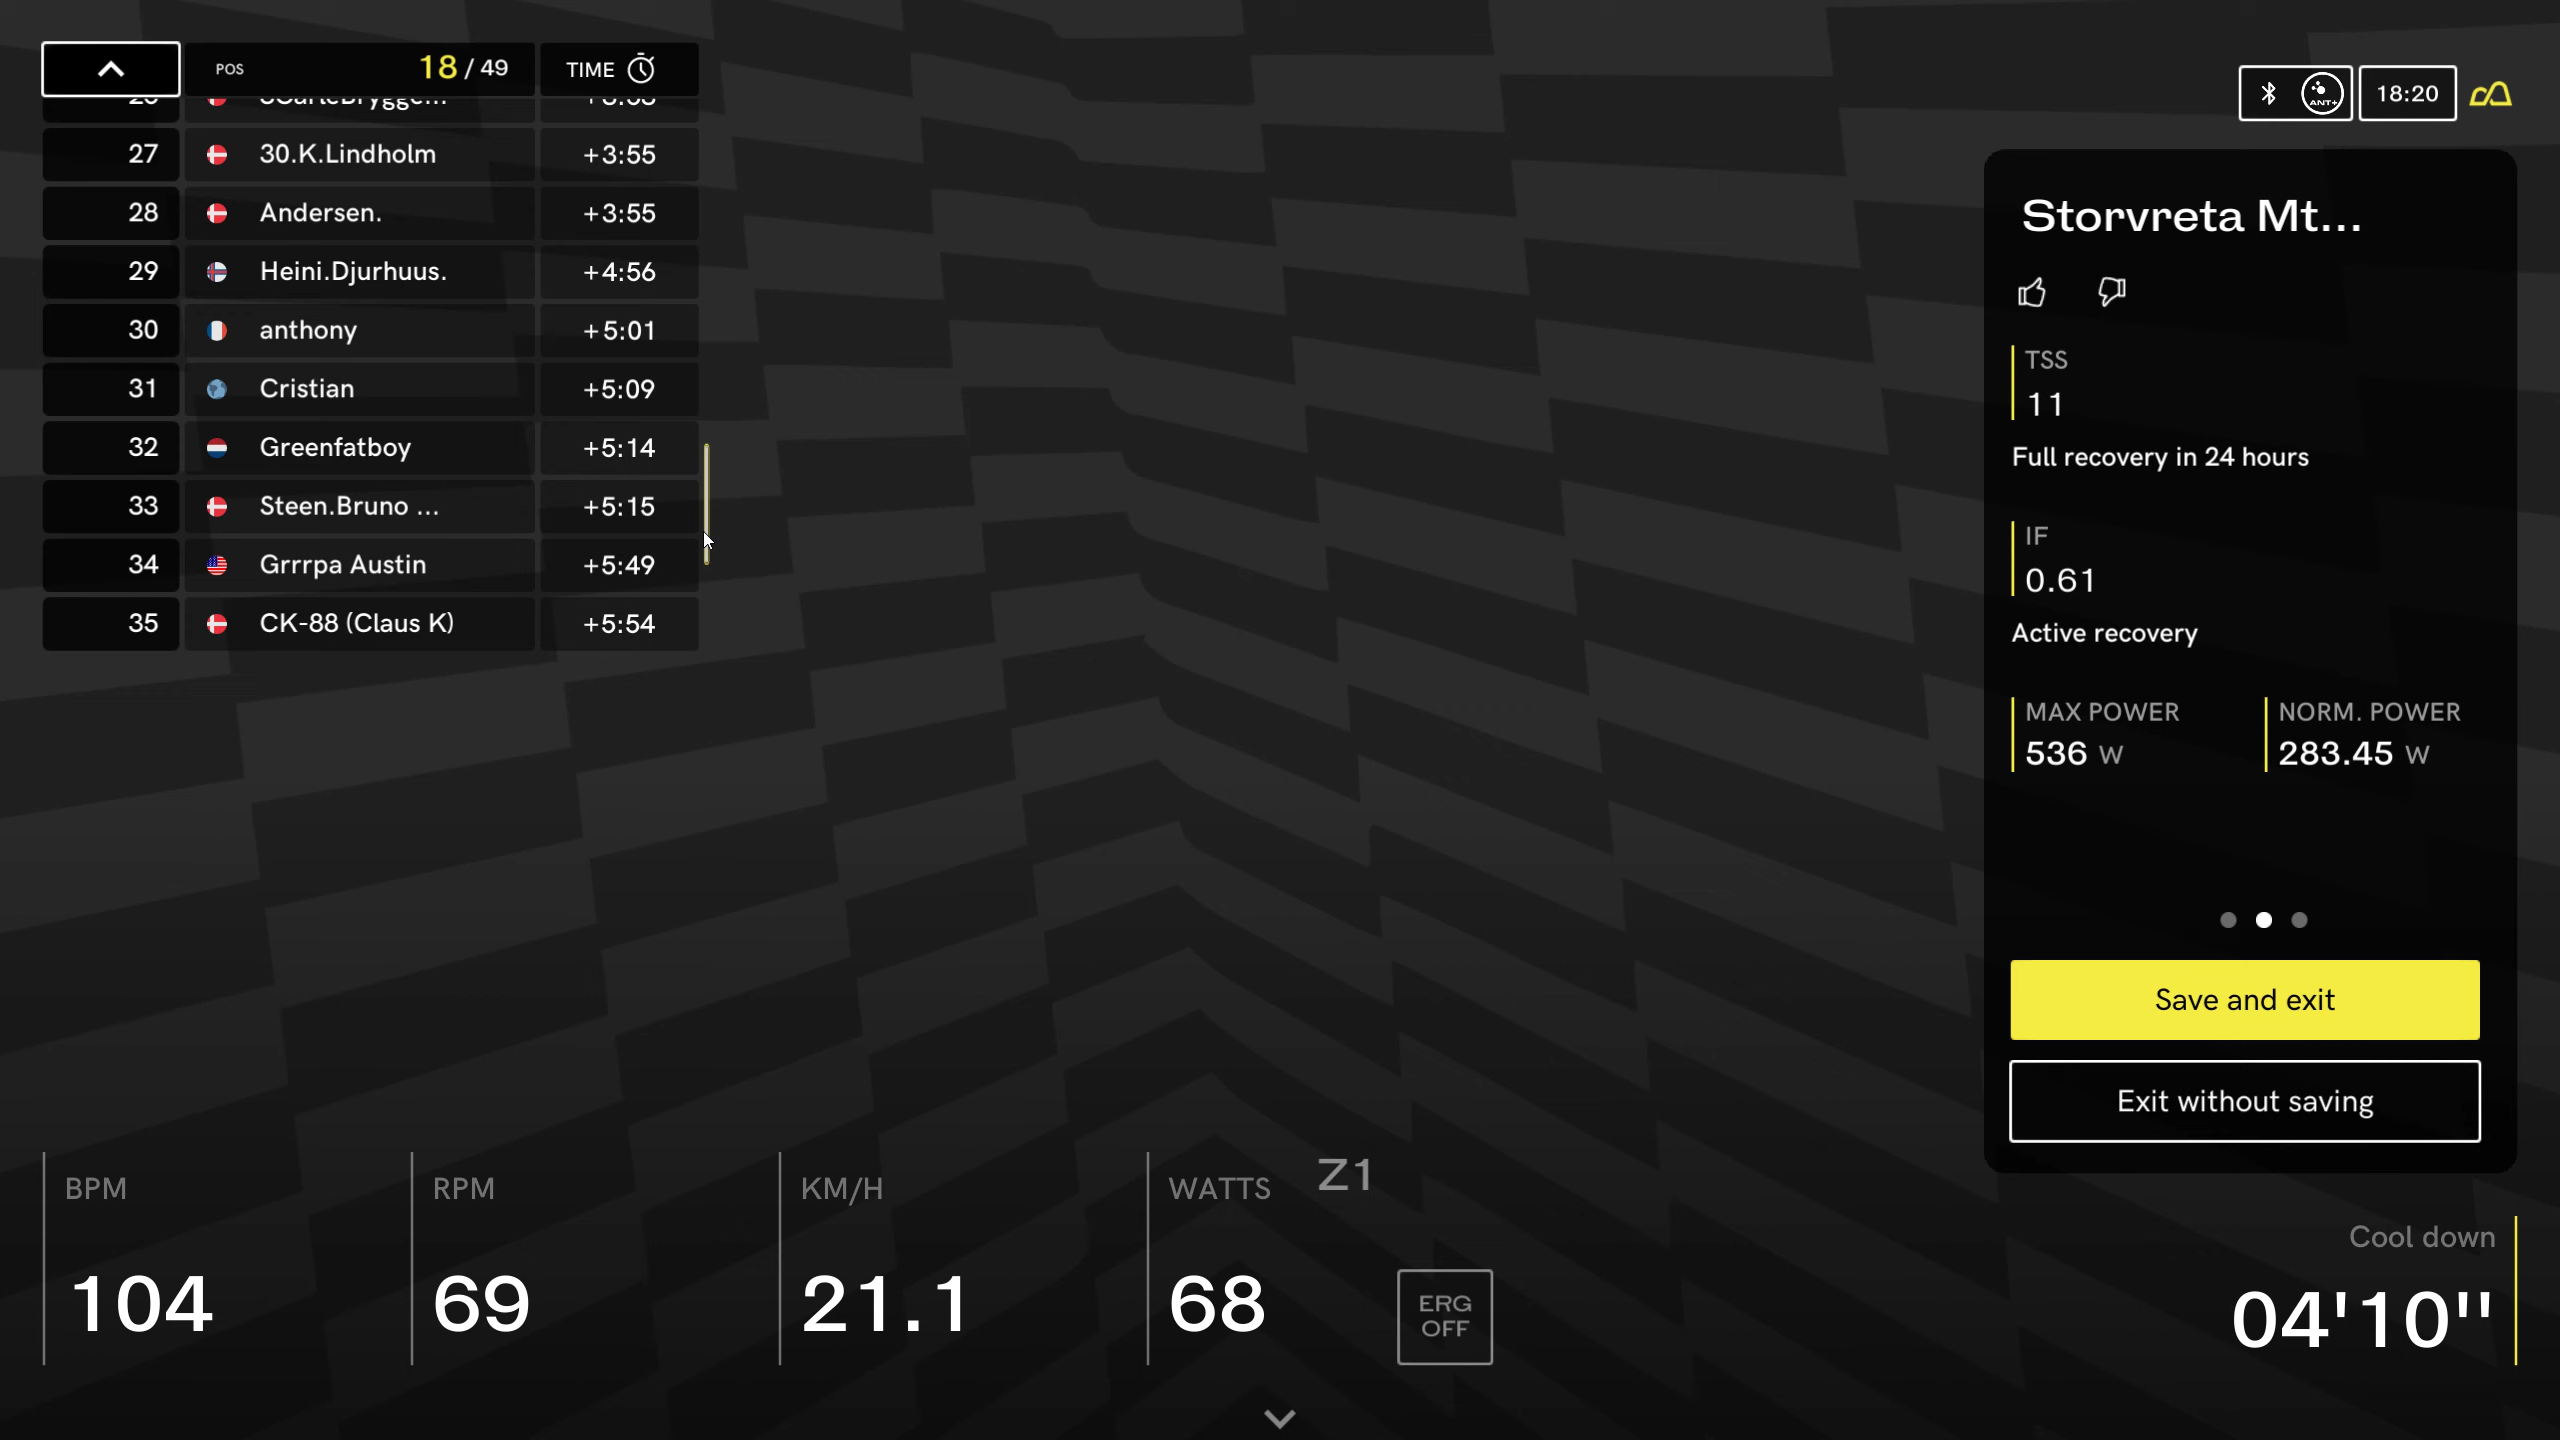 POS 18 / 49 TIME
27 30.K.Lindholm +3:55
28 Andersen. +3:55
29 Heini.Djurhuus. +4:56
30 anthony +5:01
31 Cristian +5:09
32 Greenfatboy +5:14
33 Steen.Bruno ... +5:15
34 Grrrpa Austin +5:49
35 CK-88 (Claus K) +5:54
ANT+ 18:20
Storvreta Mt...
TSS
11
Full recovery in 24 hours
IF
0.61
Active recovery
MAX POWER NORM. POWER
536 W 283.45 W
Save and exit
Exit without saving
BPM RPM KM/H WATTS Z1
104 69 21.1 68
ERG
OFF
Cool down
04'10''